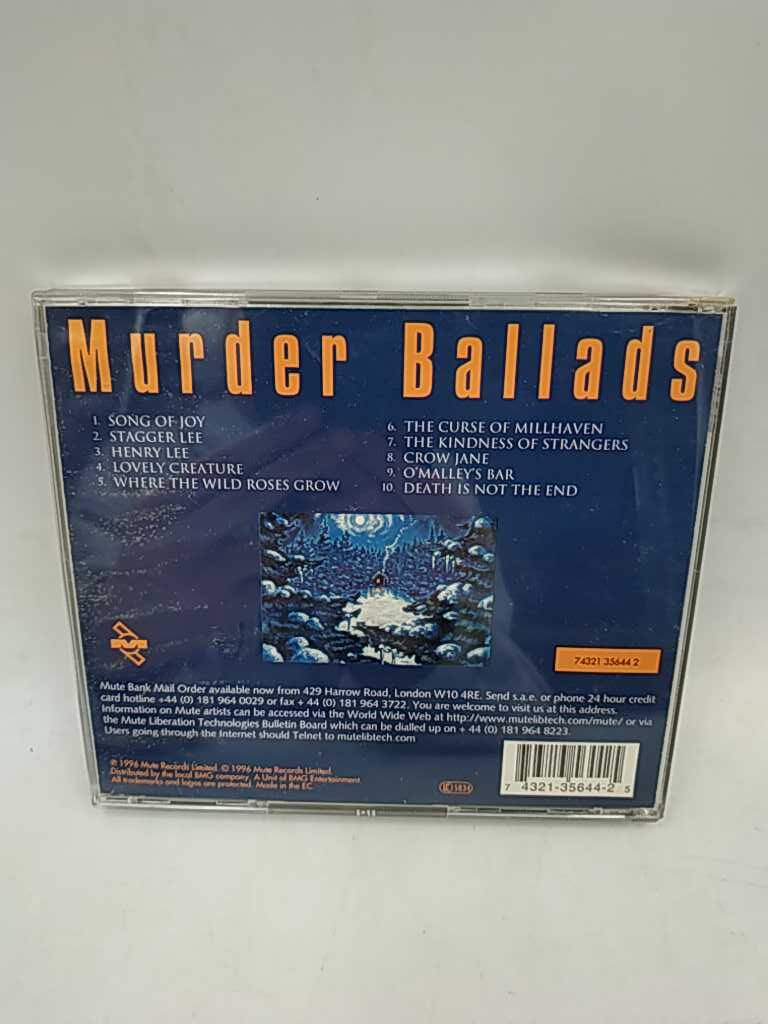 Murder Ballads
1. SONG OF JOY
2. STAGGER LEE
3. HENRY LEE
4. LOVELY CREATURE
5. WHERE THE WILD ROSES GROW
6. THE CURSE OF MILLHAVEN
7. THE KINDNESS OF STRANGERS
8. CROW JANE
9. O'MALLEY'S BAR
10. DEATH IS NOT THE END
74321 35644 2
Mute Bank Mail Order available now from 429 Harrow Road, London W10 4RE. Send s.a.e. or phone 24 hour credit
card hotline +44 (0) 181 964 0029 or fax + 44 (0) 181 964 3722. You are welcome to visit us at this address.
Information on Mute artists can be accessed via the World Wide Web at http://www.mutelibtech.com/mute/ or via
the Mute Liberation Technologies Bulletin Board which can be dialled up on + 44 (0) 181 964 8223.
Users going through the Internet should Telnet to mutelibtech.com
℗ 1996 Mute Records Limited. © 1996 Mute Records Limited.
Distributed by the local BMG company. A Unit of BMG Entertainment.
All trademarks and logos are protected. Made in the EC
7 4321-35644-2 5